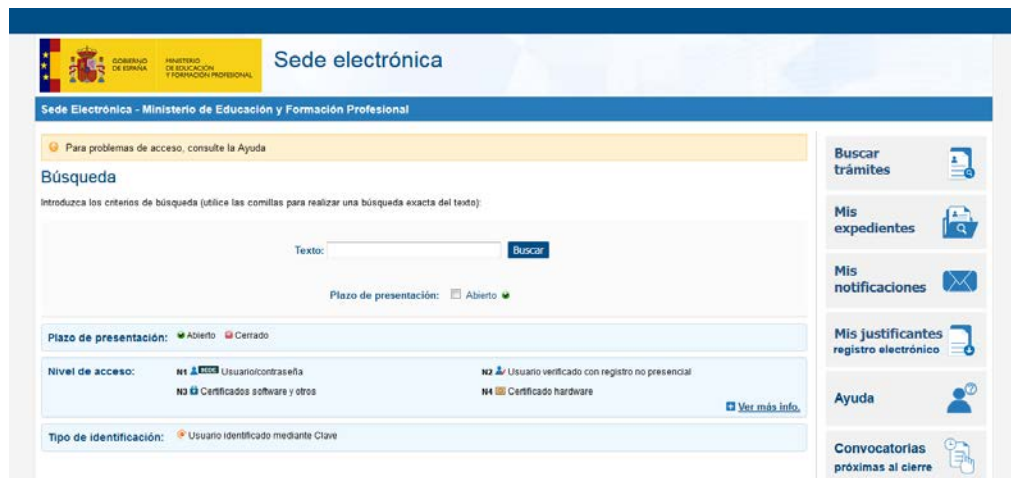 GOBIERNO
DE ESPAÑA
MINISTERIO
DE EDUCACIÓN
Y FORMACIÓN PROFESIONAL
Sede electrónica
Sede Electrónica - Ministerio de Educación y Formación Profesional
Para problemas de acceso, consulte la Ayuda
Búsqueda
Introduzca los criterios de búsqueda (utilice las comillas para realizar una búsqueda exacta del texto):
Texto: Buscar
Plazo de presentación: Abierto
Plazo de presentación: Abierto Cerrado
Nivel de acceso: N1 SEDE Usuario/contraseña N2 Usuario verificado con registro no presencial
N3 Certificados software y otros N4 Certificado hardware
Ver más info.
Tipo de identificación: Usuario identificado mediante Clave
Buscar
trámites
Mis
expedientes
Mis
notificaciones
Mis justificantes
registro electrónico
Ayuda
Convocatorias
próximas al cierre